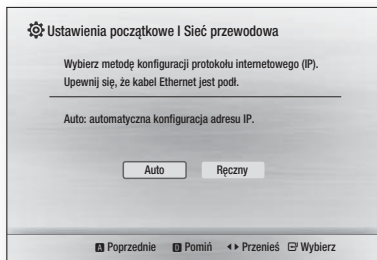 Ustawienia początkowe I Sieć przewodowa
Wybierz metodę konfiguracji protokołu internetowego (IP).
Upewnij się, że kabel Ethernet jest podł.
Auto: automatyczna konfiguracja adresu IP.
Auto Ręczny
A Poprzednie D Pomiń Przenieś Wybierz